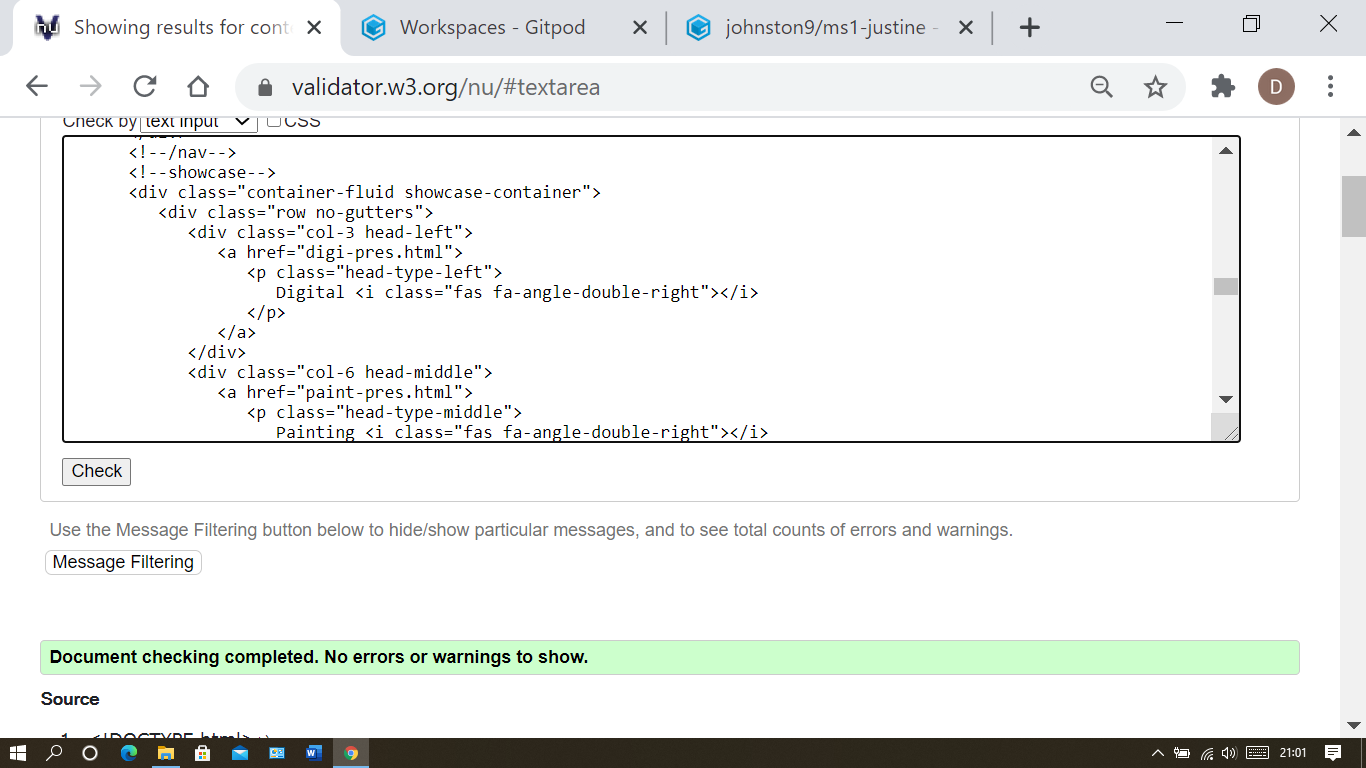 Showing results for cont
Workspaces - Gitpod
johnston9/ms1-justine -
validator.w3.org/nu/#textarea
D
Check by text input CSS
</div>
<!--/nav-->
<!--showcase-->
<div class="container-fluid showcase-container">
<div class="row no-gutters">
<div class="col-3 head-left">
<a href="digi-pres.html">
<p class="head-type-left">
Digital <i class="fas fa-angle-double-right"></i>
</p>
</a>
</div>
<div class="col-6 head-middle">
<a href="paint-pres.html">
<p class="head-type-middle">
Painting <i class="fas fa-angle-double-right"></i>
Check
Use the Message Filtering button below to hide/show particular messages, and to see total counts of errors and warnings.
Message Filtering
Document checking completed. No errors or warnings to show.
Source
1. <!DOCTYPE html>
21:01